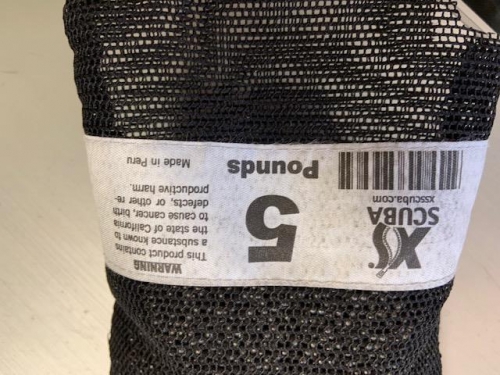 XS
SCUBA
xsscuba.com
5
Pounds
WARNING
This product contains
a substance known to
the state of California
to cause cancer, birth
defects, or other re-
productive harm.
Made in Peru